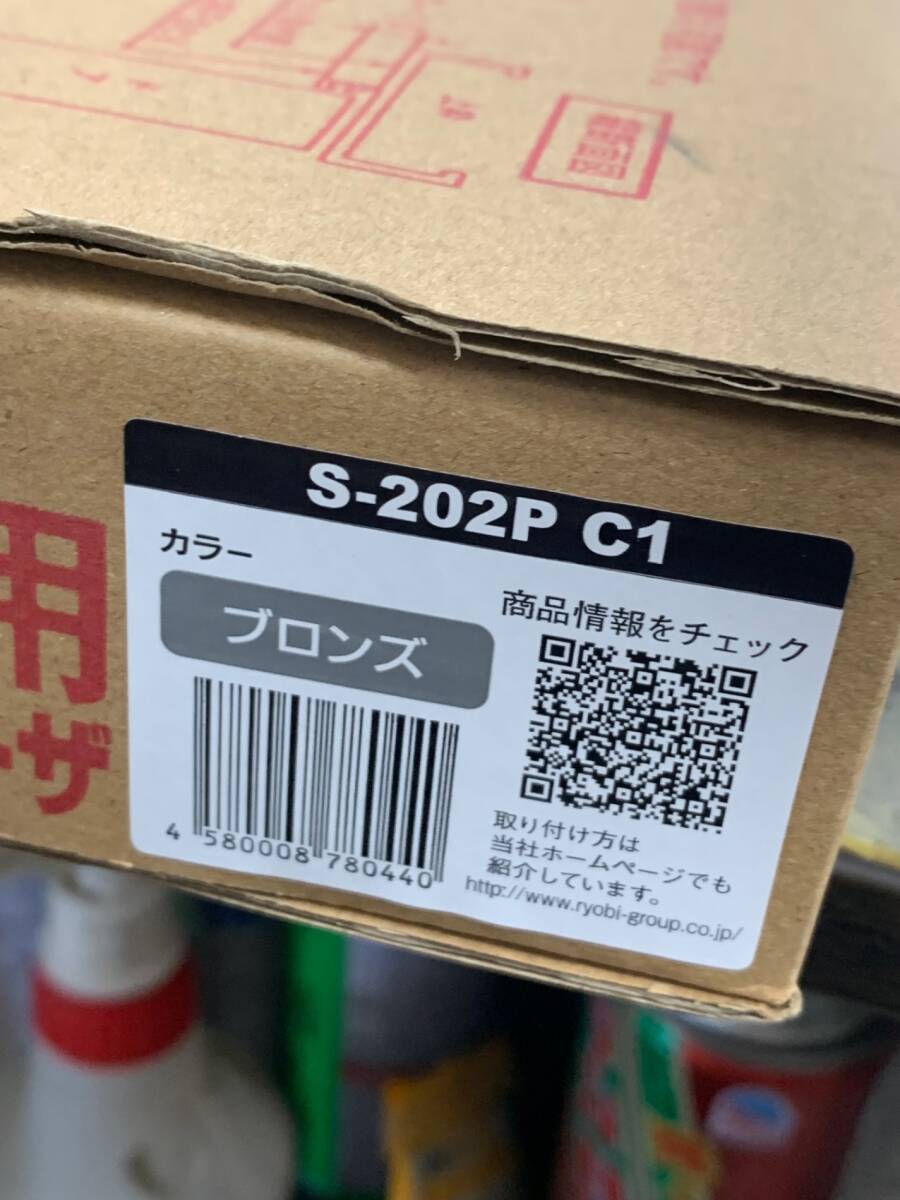 S-202P C1
カラー
ブロンズ
商品情報をチェック
4 580008 780440
取り付け方は
当社ホームページでも
紹介しています。
http://www.ryobi-group.co.jp/
用
ーザ